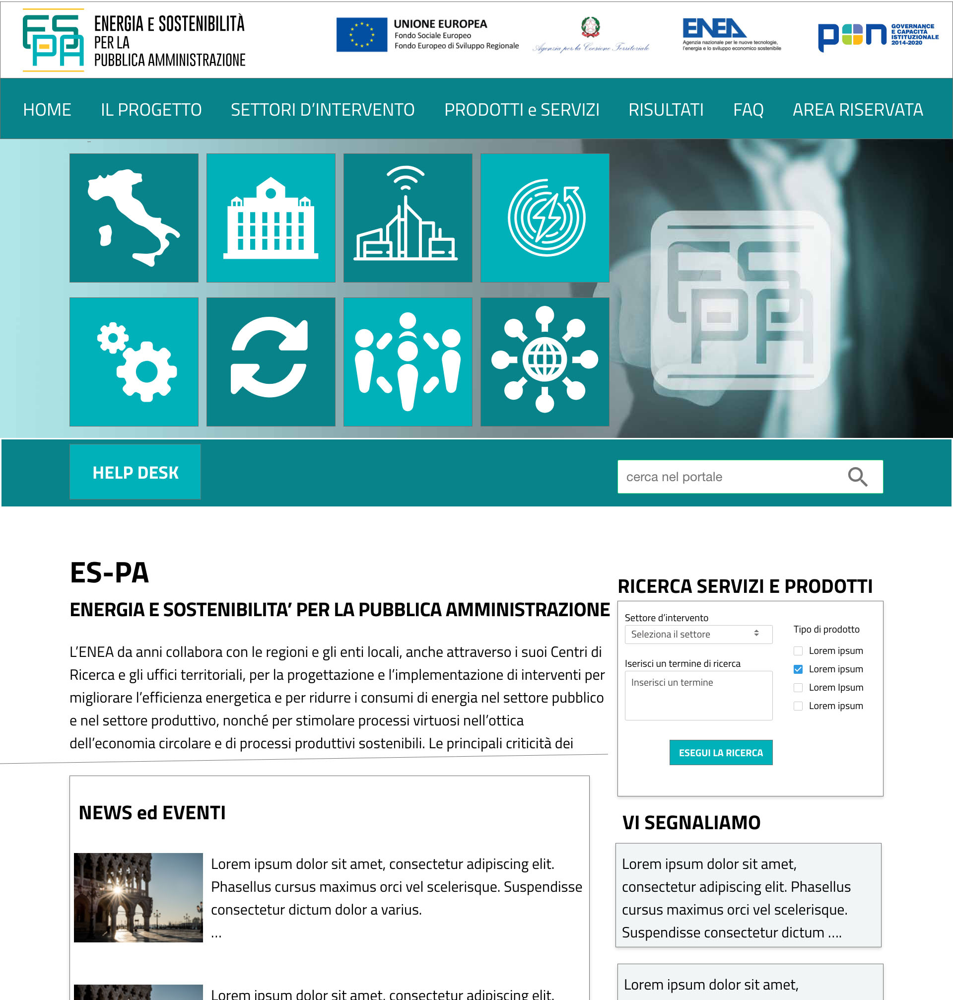 ES
PA
ENERGIA E SOSTENIBILITÀ
PER LA
PUBBLICA AMMINISTRAZIONE
UNIONE EUROPEA
Fondo Sociale Europeo
Fondo Europeo di Sviluppo Regionale
Agenzia per la Coesione Territoriale
ENEA
Agenzia nazionale per le nuove tecnologie,
l'energia e lo sviluppo economico sostenibile
pon
GOVERNANCE
E CAPACITÀ
ISTITUZIONALE
2014-2020
HOME IL PROGETTO SETTORI D’INTERVENTO PRODOTTI e SERVIZI RISULTATI FAQ AREA RISERVATA
ES
PA
HELP DESK
cerca nel portale
ES-PA
ENERGIA E SOSTENIBILITA’ PER LA PUBBLICA AMMINISTRAZIONE
L’ENEA da anni collabora con le regioni e gli enti locali, anche attraverso i suoi Centri di
Ricerca e gli uffici territoriali, per la progettazione e l’implementazione di interventi per
migliorare l’efficienza energetica e per ridurre i consumi di energia nel settore pubblico
e nel settore produttivo, nonché per stimolare processi virtuosi nell’ottica
dell’economia circolare e di processi produttivi sostenibili. Le principali criticità dei
RICERCA SERVIZI E PRODOTTI
Settore d’intervento
Seleziona il settore
Iserisci un termine di ricerca
Inserisci un termine
Tipo di prodotto
Lorem ipsum
Lorem ipsum
Lorem Ipsum
Lorem ipsum
ESEGUI LA RICERCA
NEWS ed EVENTI
Lorem ipsum dolor sit amet, consectetur adipiscing elit.
Phasellus cursus maximus orci vel scelerisque. Suspendisse
consectetur dictum dolor a varius.
…
Lorem ipsum dolor sit amet, consectetur adipiscing elit.
VI SEGNALIAMO
Lorem ipsum dolor sit amet,
consectetur adipiscing elit. Phasellus
cursus maximus orci vel scelerisque.
Suspendisse consectetur dictum ….
Lorem ipsum dolor sit amet,